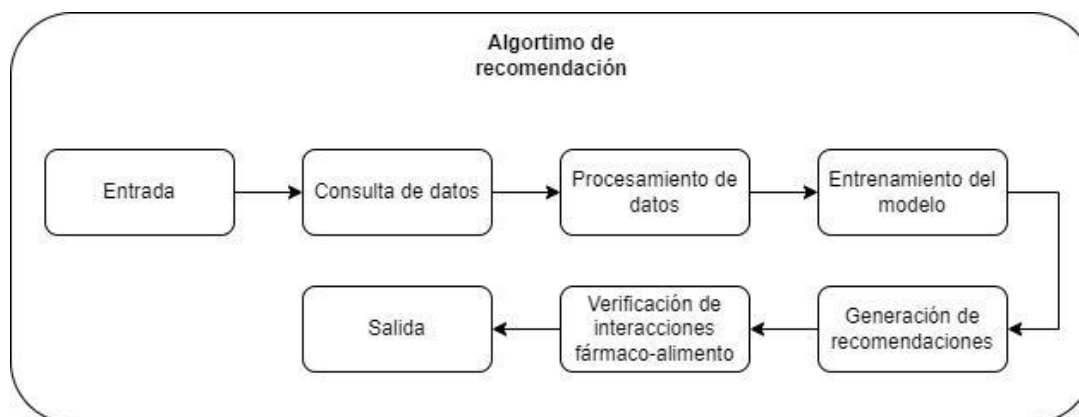 Algortimo de
recomendación
Entrada
Consulta de datos
Procesamiento de
datos
Entrenamiento del
modelo
Salida
Verificación de
interacciones
fármaco-alimento
Generación de
recomendaciones